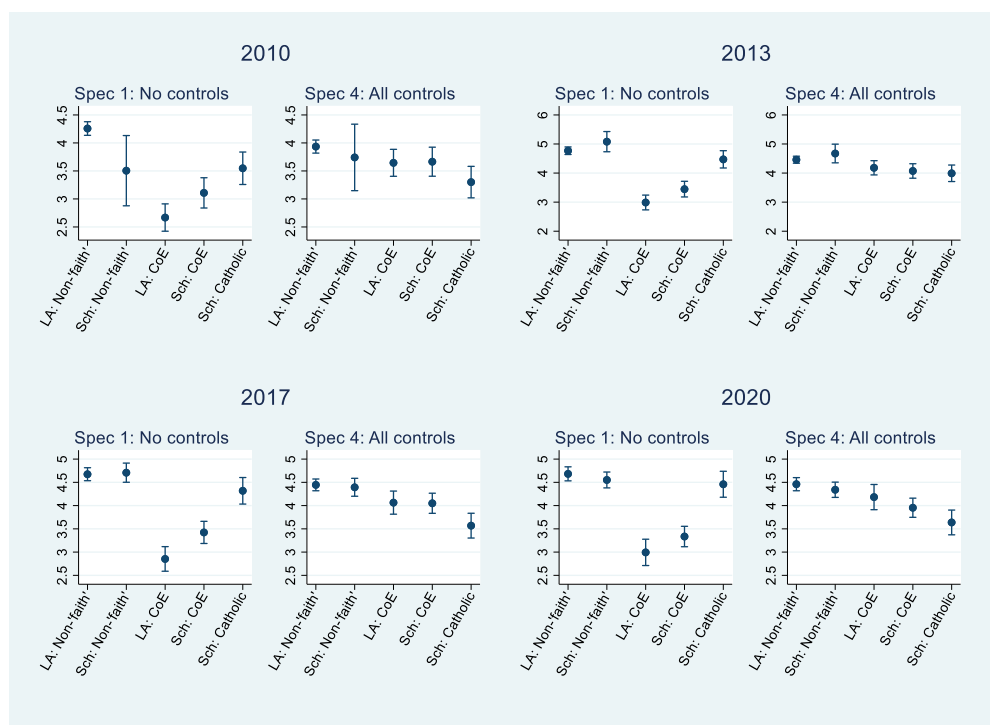 2010
Spec 1: No controls
4.5
4
3.5
3
2.5
LA: Non-'faith'
Sch: Non-'faith'
LA: CoE
Sch: CoE
Sch: Catholic
Spec 4: All controls
4.5
4
3.5
3
2.5
LA: Non-'faith'
Sch: Non-'faith'
LA: CoE
Sch: CoE
Sch: Catholic
2013
Spec 1: No controls
6
5
4
3
2
LA: Non-'faith'
Sch: Non-'faith'
LA: CoE
Sch: CoE
Sch: Catholic
Spec 4: All controls
6
5
4
3
2
LA: Non-'faith'
Sch: Non-'faith'
LA: CoE
Sch: CoE
Sch: Catholic
2017
Spec 1: No controls
5
4.5
4
3.5
3
2.5
LA: Non-'faith'
Sch: Non-'faith'
LA: CoE
Sch: CoE
Sch: Catholic
Spec 4: All controls
5
4.5
4
3.5
3
2.5
LA: Non-'faith'
Sch: Non-'faith'
LA: CoE
Sch: CoE
Sch: Catholic
2020
Spec 1: No controls
5
4.5
4
3.5
3
2.5
LA: Non-'faith'
Sch: Non-'faith'
LA: CoE
Sch: CoE
Sch: Catholic
Spec 4: All controls
5
4.5
4
3.5
3
2.5
LA: Non-'faith'
Sch: Non-'faith'
LA: CoE
Sch: CoE
Sch: Catholic